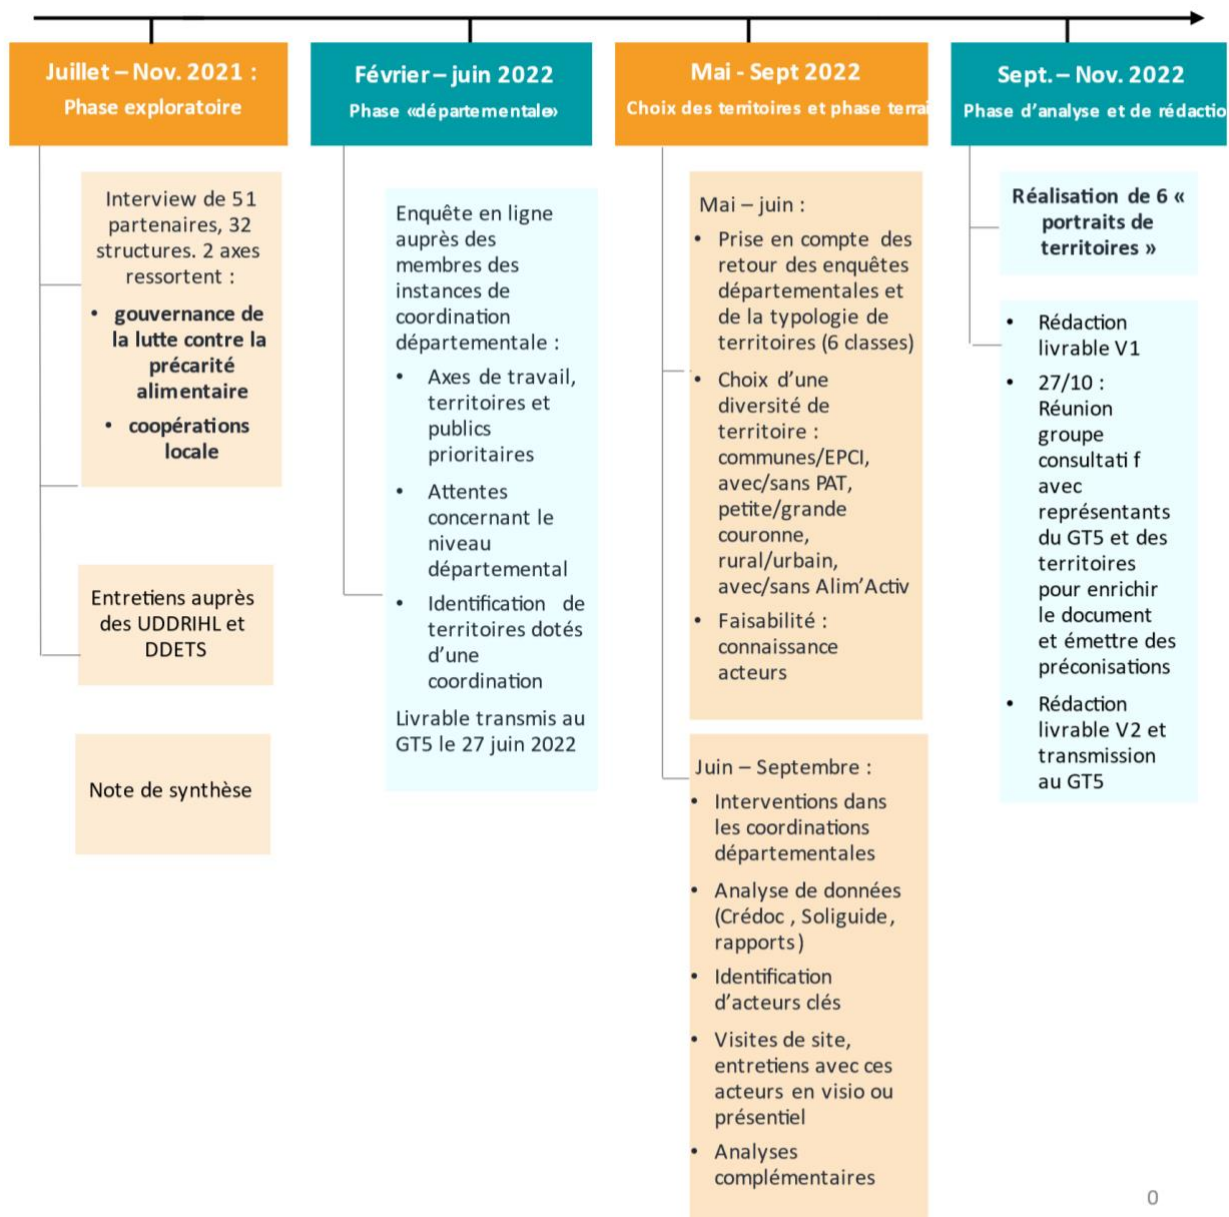 Juillet – Nov. 2021 :
Phase exploratoire
Interview de 51
partenaires, 32
structures. 2 axes
ressortent :
• gouvernance de
la lutte contre la
précarité
alimentaire
• coopérations
locale
Entretiens auprès
des UDDRIHL et
DDETS
Note de synthèse
Février – juin 2022
Phase «départementale»
Enquête en ligne
auprès des
membres des
instances de
coordination
départementale :
• Axes de travail,
territoires et
publics
prioritaires
• Attentes
concernant le
niveau
départemental
• Identification de
territoires dotés
d’une
coordination
Livrable transmis au
GT5 le 27 juin 2022
Mai - Sept 2022
Choix des territoires et phase terrai
Mai – juin :
• Prise en compte des
retour des enquêtes
départementales et
de la typologie de
territoires (6 classes)
• Choix d’une
diversité de
territoire :
communes/EPCI,
avec/sans PAT,
petite/grande
couronne,
rural/urbain,
avec/sans Alim’Activ
• Faisabilité :
connaissance
acteurs
Juin – Septembre :
• Interventions dans
les coordinations
départementales
• Analyse de données
(Crédoc , Soliguide,
rapports)
• Identification
d’acteurs clés
• Visites de site,
entretiens avec ces
acteurs en visio ou
présentiel
• Analyses
complémentaires
Sept. – Nov. 2022
Phase d’analyse et de rédactio
Réalisation de 6 «
portraits de
territoires »
• Rédaction
livrable V1
• 27/10 :
Réunion
groupe
consultati f
avec
représentants
du GT5 et des
territoires
pour enrichir
le document
et émettre des
préconisations
• Rédaction
livrable V2 et
transmission
au GT5
0